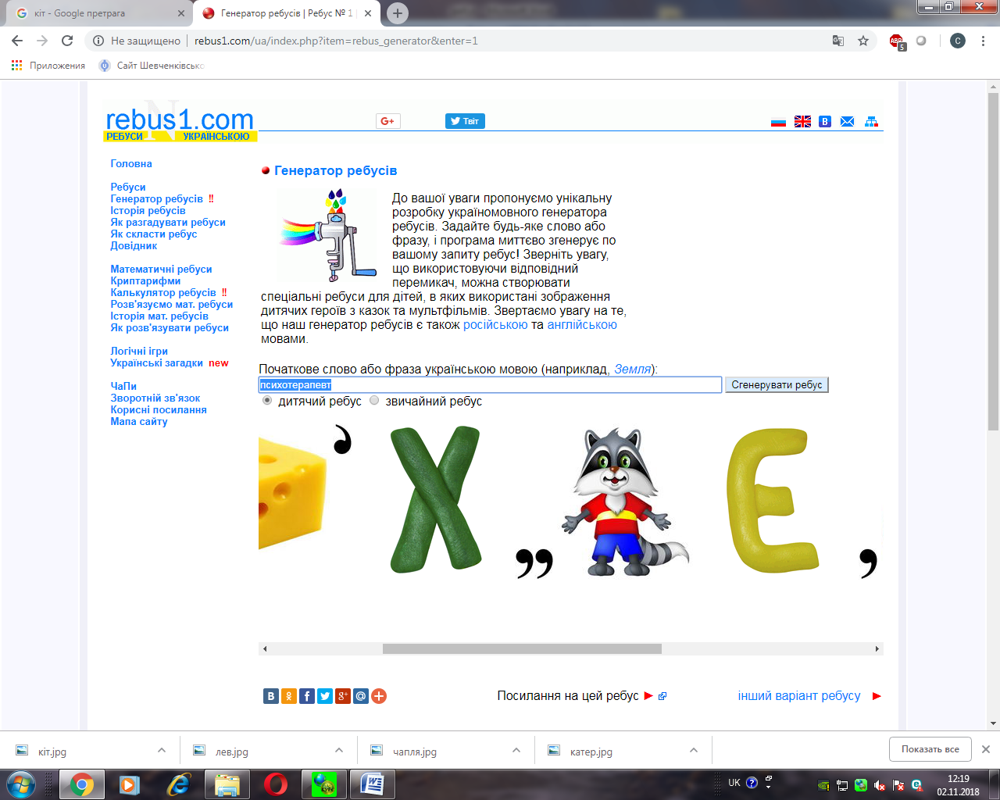 кіт - Google претрага
Генератор ребусів | Ребус № 1 |
Не защищено
rebus1.com/ua/index.php?item=rebus_generator&enter=1
ABP
5
C
Приложения
Сайт Шевченківсько
N
rebus1.com
РЕБУСИ УКРАЇНСЬКОЮ
G+
Твіт
B
Головна
Ребуси
Генератор ребусів !!
Історія ребусів
Як разгадувати ребуси
Як скласти ребус
Довідник
Математичні ребуси
Криптарифми
Калькулятор ребусів !!
Розв'язуємо мат. ребуси
Історія мат. ребусів
Як розв'язувати ребуси
Логічні ігри
Українські загадки new
ЧаПи
Зворотній зв'язок
Корисні посилання
Мапа сайту
Генератор ребусів
До вашої уваги пропонуємо унікальну
розробку україномовного генератора
ребусів. Задайте будь-яке слово або
фразу, і програма миттєво згенерує по
вашому запиту ребус! Зверніть увагу,
що використовуючи відповідний
перемикач, можна створювати
спеціальні ребуси для дітей, в яких використані зображення
дитячих героїв з казок та мультфільмів. Звертаємо увагу на те,
що наш генератор ребусів є також російською та англійською
мовами.
Початкове слово або фраза українською мовою (наприклад, Земля):
психотерапевт
Сгенерувати ребус
дитячий ребус звичайний ребус
, Х ,, Е ,
B f g+ @ +
Посилання на цей ребус
інший варіант ребусу
кіт.jpg
лев.jpg
чапля.jpg
катер.jpg
Показать все
UK
12:19
02.11.2018